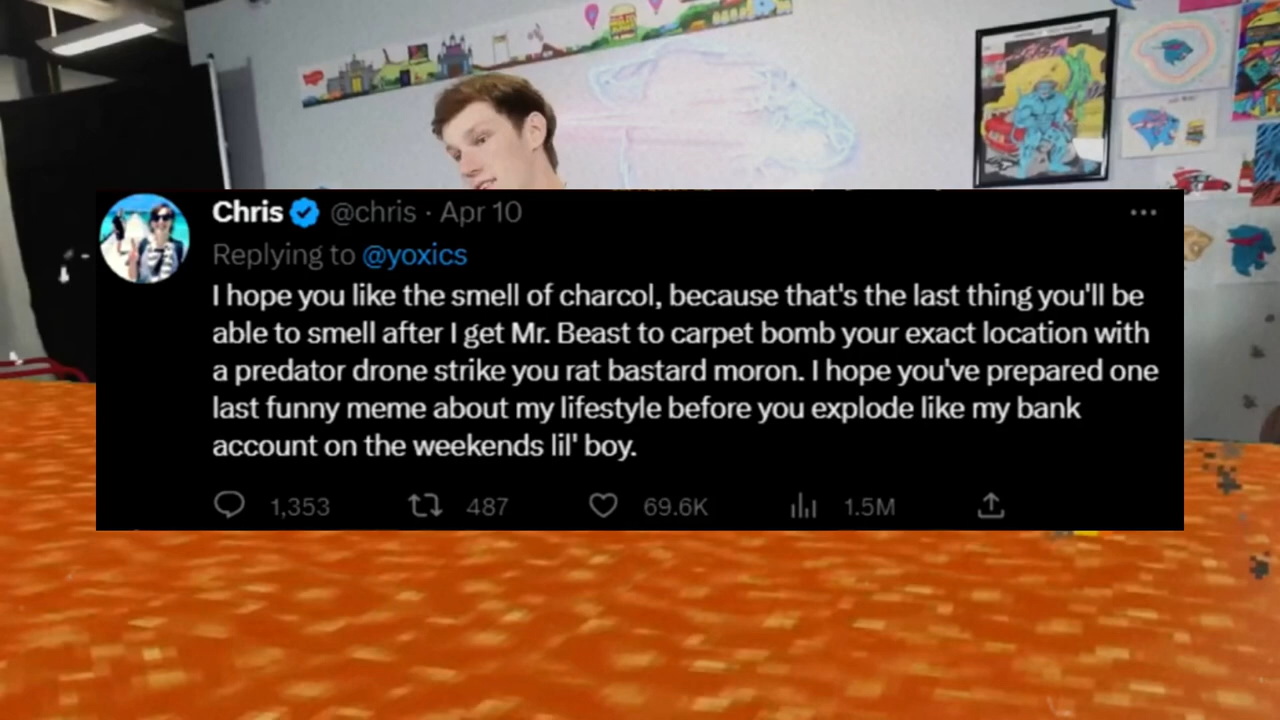 Chris @chris · Apr 10
Replying to @yoxics
I hope you like the smell of charcol, because that's the last thing you'll be
able to smell after I get Mr. Beast to carpet bomb your exact location with
a predator drone strike you rat bastard moron. I hope you've prepared one
last funny meme about my lifestyle before you explode like my bank
account on the weekends lil' boy.
1,353 487 69.6K 1.5M